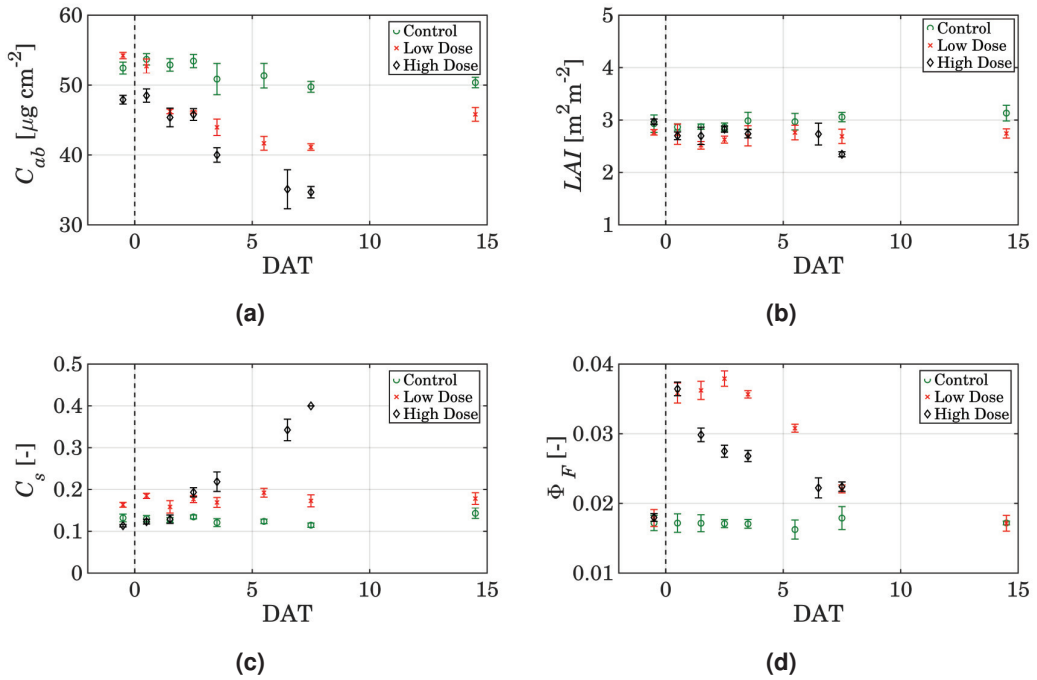 60
50
40
30
C_ab [µg cm⁻²]
Control
Low Dose
High Dose
0 5 10 15
DAT
(a)
5
4
3
2
1
LAI [m²m⁻²]
Control
Low Dose
High Dose
0 5 10 15
DAT
(b)
0.5
0.4
0.3
0.2
0.1
0
C_s [-]
Control
Low Dose
High Dose
0 5 10 15
DAT
(c)
0.04
0.03
0.02
0.01
Φ_F [-]
Control
Low Dose
High Dose
0 5 10 15
DAT
(d)